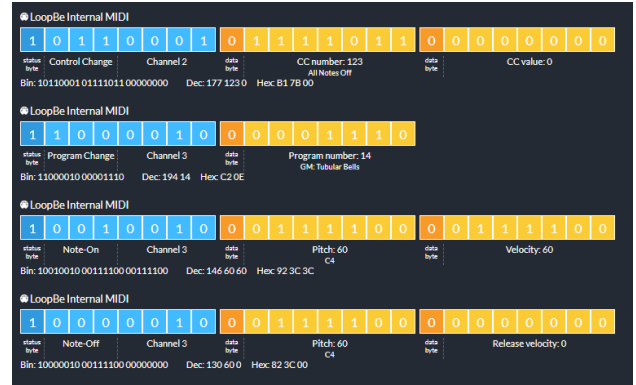 LoopBe Internal MIDI
1 0 1 1 0 0 0 1 0 1 1 1 1 0 1 1 0 0 0 0 0 0 0 0
status byte Control Change Channel 2 data byte CC number: 123 All Notes Off data byte CC value: 0
Bin: 10110001 01111011 00000000 Dec: 177 123 0 Hex: B1 7B 00
LoopBe Internal MIDI
1 1 0 0 0 0 1 0 0 0 0 0 1 1 1 0
status byte Program Change Channel 3 data byte Program number: 14 GM: Tubular Bells
Bin: 11000010 00001110 Dec: 194 14 Hex: C2 0E
LoopBe Internal MIDI
1 0 0 1 0 0 1 0 0 0 1 1 1 1 0 0 0 0 1 1 1 1 0 0
status byte Note-On Channel 3 data byte Pitch: 60 C4 data byte Velocity: 60
Bin: 10010010 00111100 00111100 Dec: 146 60 60 Hex: 92 3C 3C
LoopBe Internal MIDI
1 0 0 0 0 0 1 0 0 0 1 1 1 1 0 0 0 0 0 0 0 0 0 0
status byte Note-Off Channel 3 data byte Pitch: 60 C4 data byte Release velocity: 0
Bin: 10000010 00111100 00000000 Dec: 130 60 0 Hex: 82 3C 00